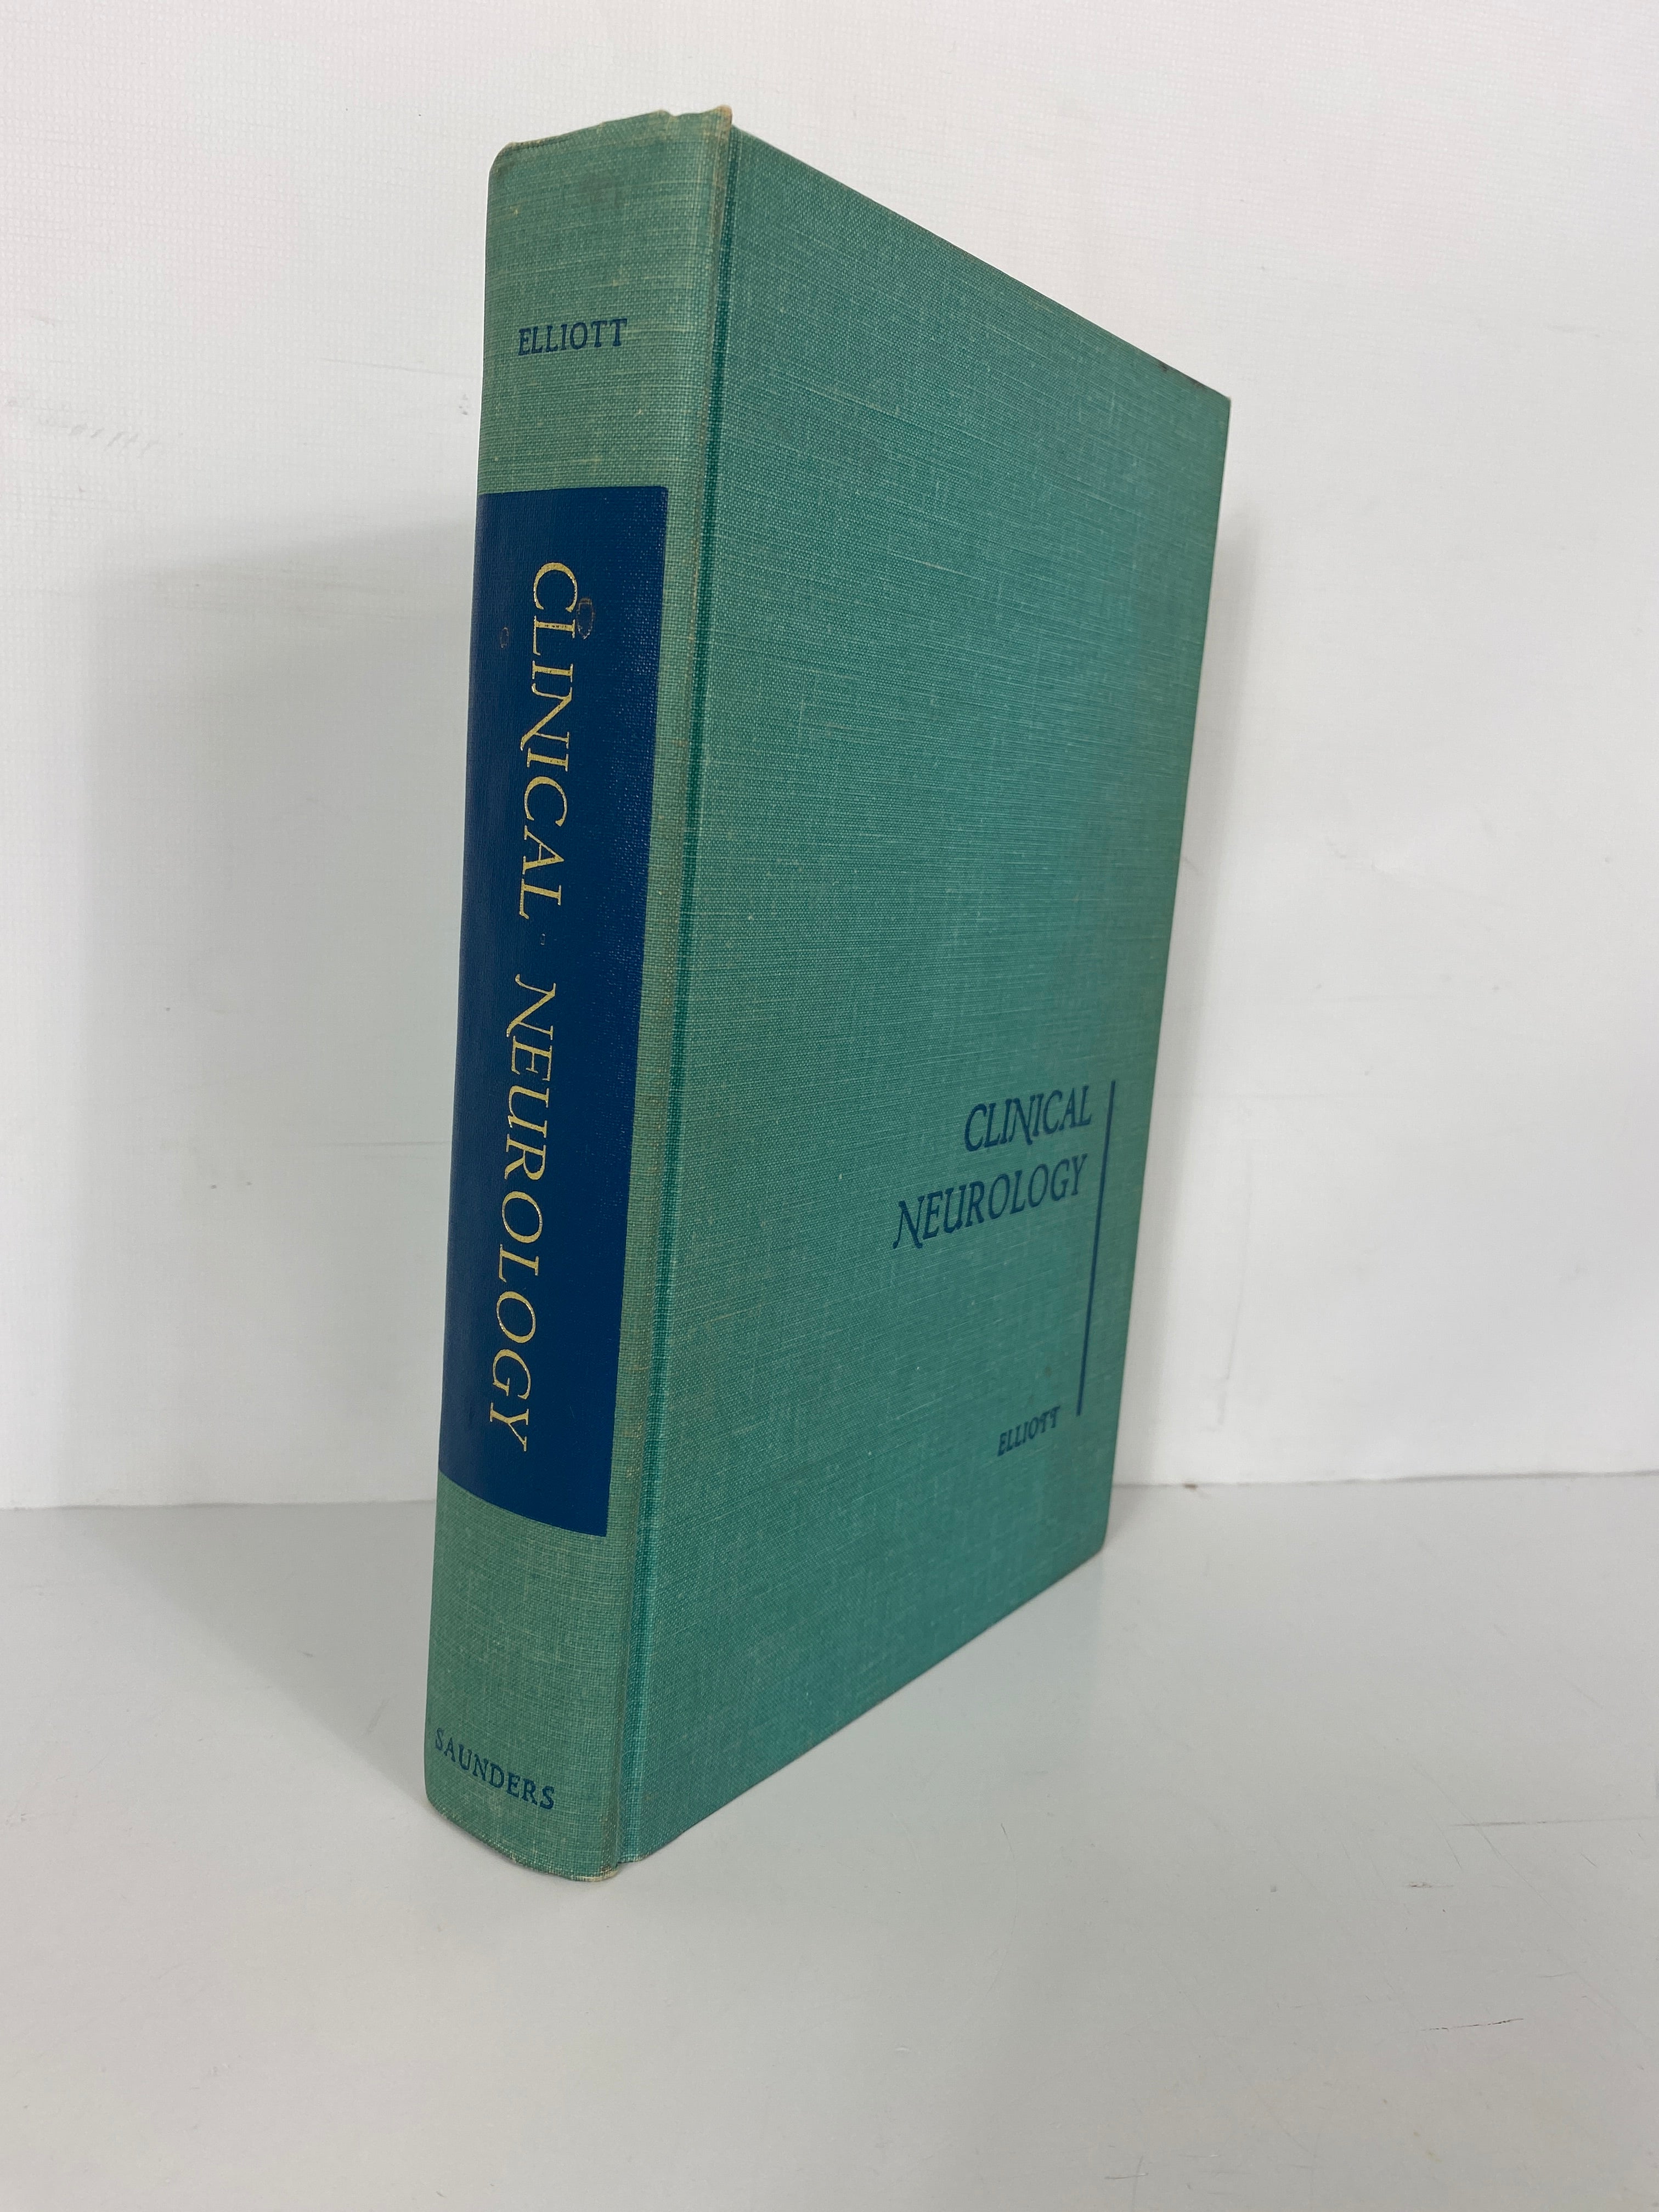 ELLIOTT
CLINICAL · NEUROLOGY
SAUNDERS
CLINICAL
NEUROLOGY
ELLIOTT